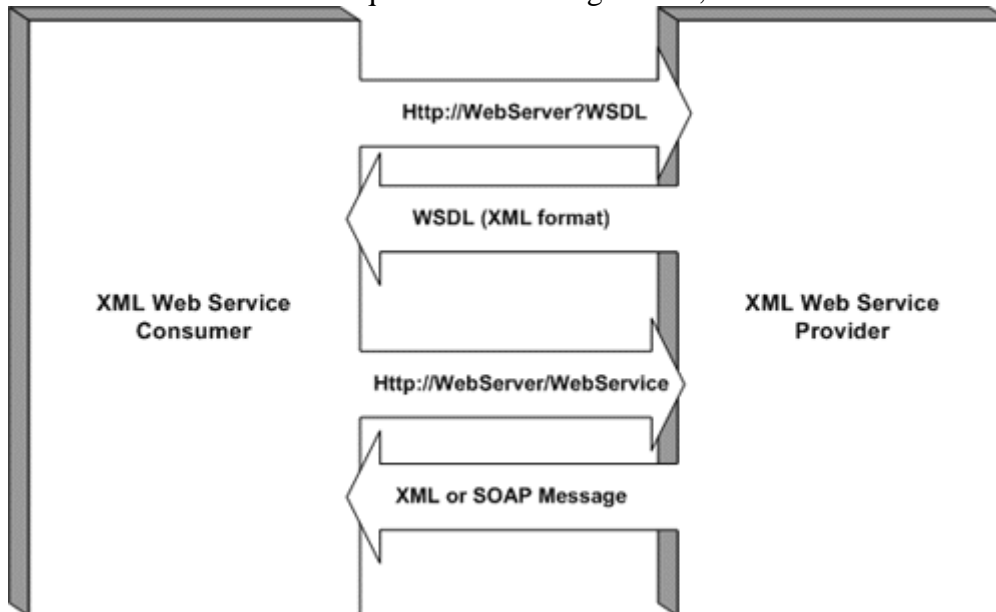 Http://WebServer?WSDL
WSDL (XML format)
XML Web Service
Consumer
XML Web Service
Provider
Http://WebServer/WebService
XML or SOAP Message